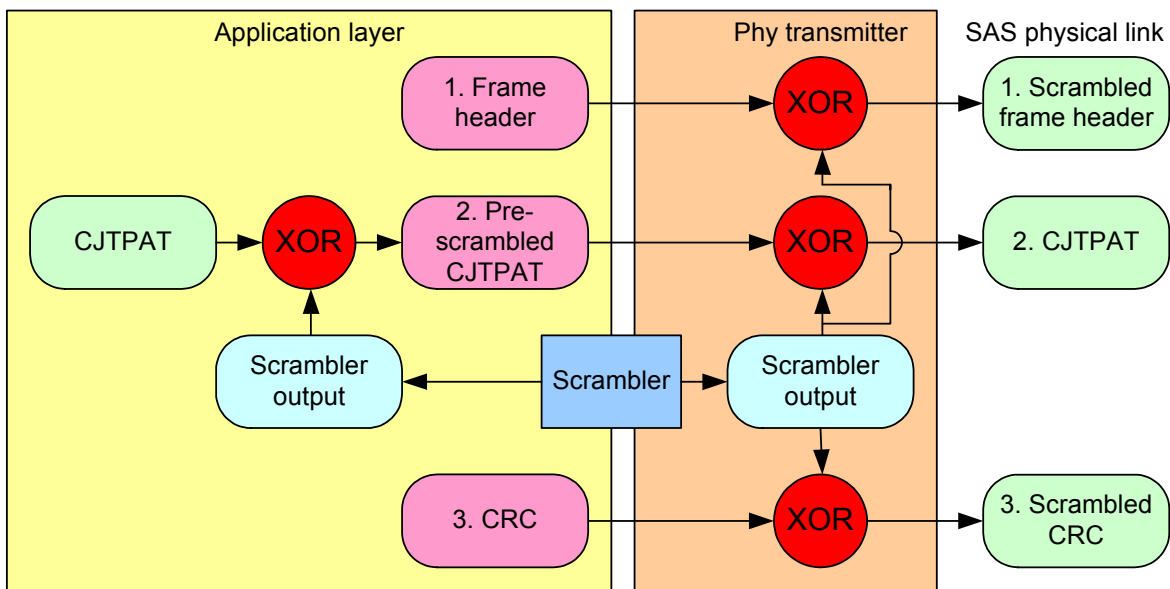 Application layer
Phy transmitter
SAS physical link
1. Frame
header
XOR
1. Scrambled
frame header
CJTPAT
XOR
2. Pre-
scrambled
CJTPAT
XOR
2. CJTPAT
Scrambler
output
Scrambler
Scrambler
output
3. CRC
XOR
3. Scrambled
CRC